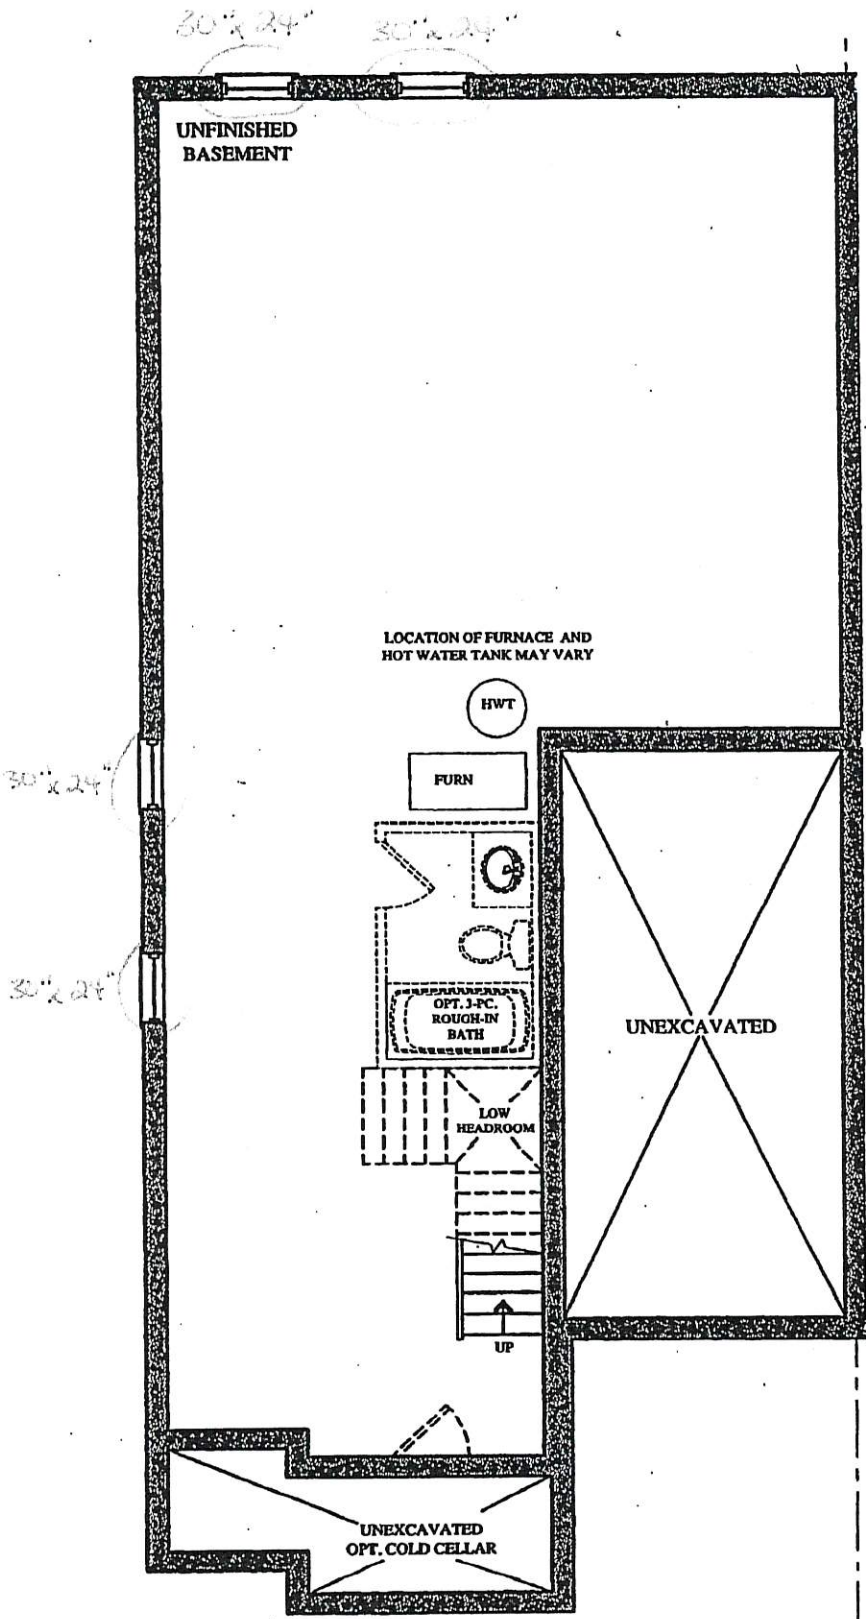 30" x 24"
30" x 24"
UNFINISHED
BASEMENT
LOCATION OF FURNACE AND
HOT WATER TANK MAY VARY
HWT
30" x 24"
FURN
30" x 24"
OPT. 3-PC.
ROUGH-IN
BATH
UNEXCAVATED
LOW
HEADROOM
UP
UNEXCAVATED
OPT. COLD CELLAR